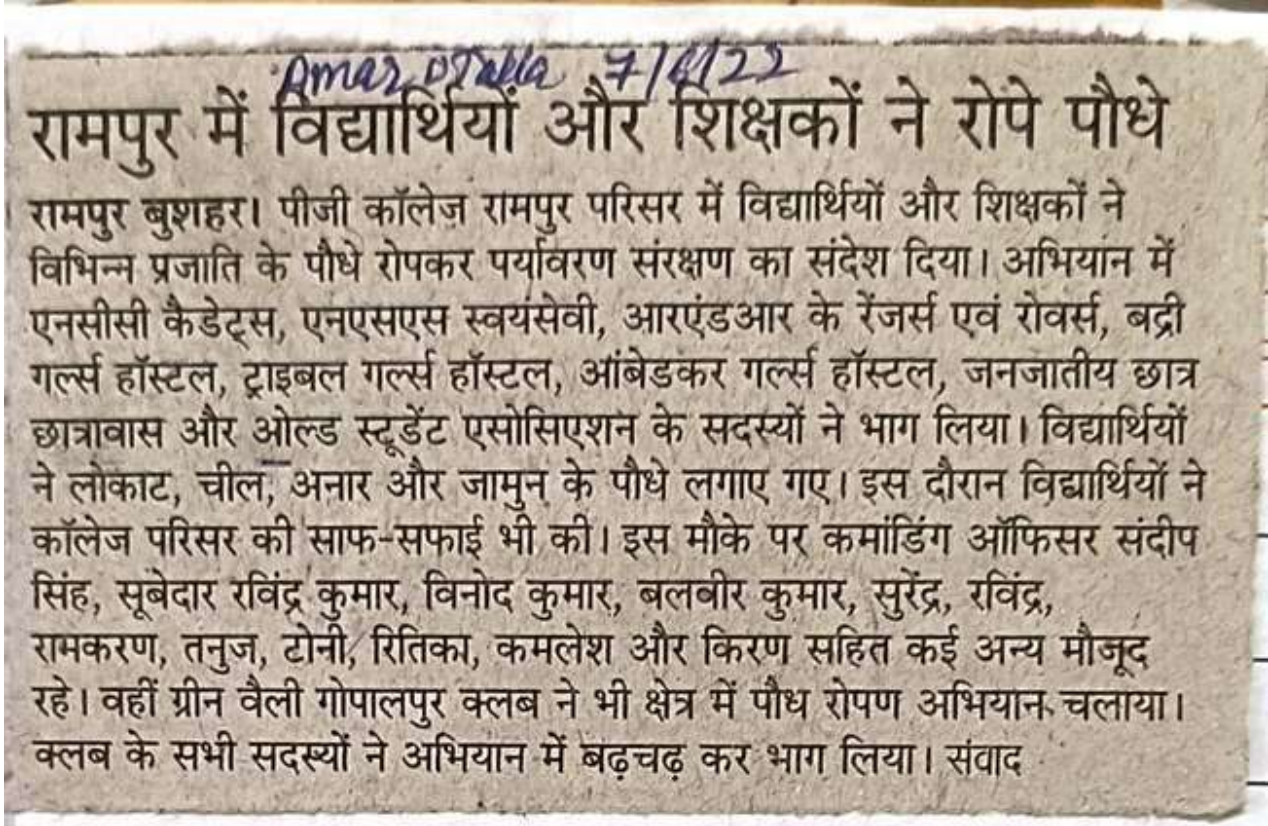 Amar Ujala 7/6/22
रामपुर में विद्यार्थियों और शिक्षकों ने रोपे पौधे
रामपुर बुशहर। पीजी कॉलेज रामपुर परिसर में विद्यार्थियों और शिक्षकों ने
विभिन्न प्रजाति के पौधे रोपकर पर्यावरण संरक्षण का संदेश दिया। अभियान में
एनसीसी कैडेट्स, एनएसएस स्वयंसेवी, आरएंडआर के रेंजर्स एवं रोवर्स, बद्री
गर्ल्स हॉस्टल, ट्राइबल गर्ल्स हॉस्टल, आंबेडकर गर्ल्स हॉस्टल, जनजातीय छात्र
छात्रावास और ओल्ड स्टूडेंट एसोसिएशन के सदस्यों ने भाग लिया। विद्यार्थियों
ने लोकाट, चील, अनार और जामुन के पौधे लगाए गए। इस दौरान विद्यार्थियों ने
कॉलेज परिसर की साफ-सफाई भी की। इस मौके पर कमांडिंग ऑफिसर संदीप
सिंह, सूबेदार रविंद्र कुमार, विनोद कुमार, बलबीर कुमार, सुरेंद्र, रविंद्र,
रामकरण, तनुज, टोनी, रितिका, कमलेश और किरण सहित कई अन्य मौजूद
रहे। वहीं ग्रीन वैली गोपालपुर क्लब ने भी क्षेत्र में पौध रोपण अभियान चलाया।
क्लब के सभी सदस्यों ने अभियान में बढ़चढ़ कर भाग लिया। संवाद